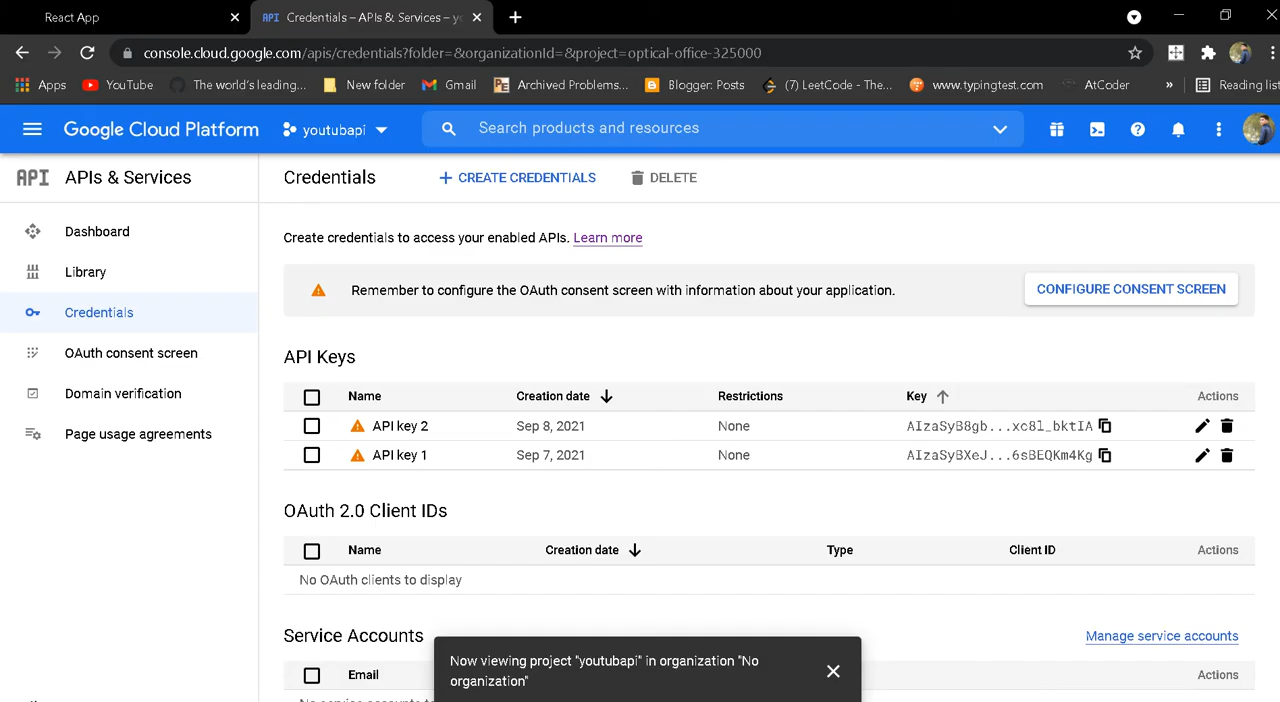 React App
API Credentials – APIs & Services – yo
console.cloud.google.com/apis/credentials?folder=&organizationId=&project=optical-office-325000
Apps YouTube The world's leading... New folder Gmail Archived Problems... Blogger: Posts (7) LeetCode - The... www.typingtest.com AtCoder » Reading list
Google Cloud Platform youtubapi Search products and resources
API APIs & Services
Dashboard
Library
Credentials
OAuth consent screen
Domain verification
Page usage agreements
Credentials + CREATE CREDENTIALS DELETE
Create credentials to access your enabled APIs. Learn more
Remember to configure the OAuth consent screen with information about your application. CONFIGURE CONSENT SCREEN
API Keys
Name Creation date Restrictions Key Actions
API key 2 Sep 8, 2021 None AIzaSyB8gb...xc8l_bktIA
API key 1 Sep 7, 2021 None AIzaSyBXeJ...6sBEQKm4Kg
OAuth 2.0 Client IDs
Name Creation date Type Client ID Actions
No OAuth clients to display
Service Accounts Manage service accounts
Email Actions
Now viewing project "youtubapi" in organization "No
organization"